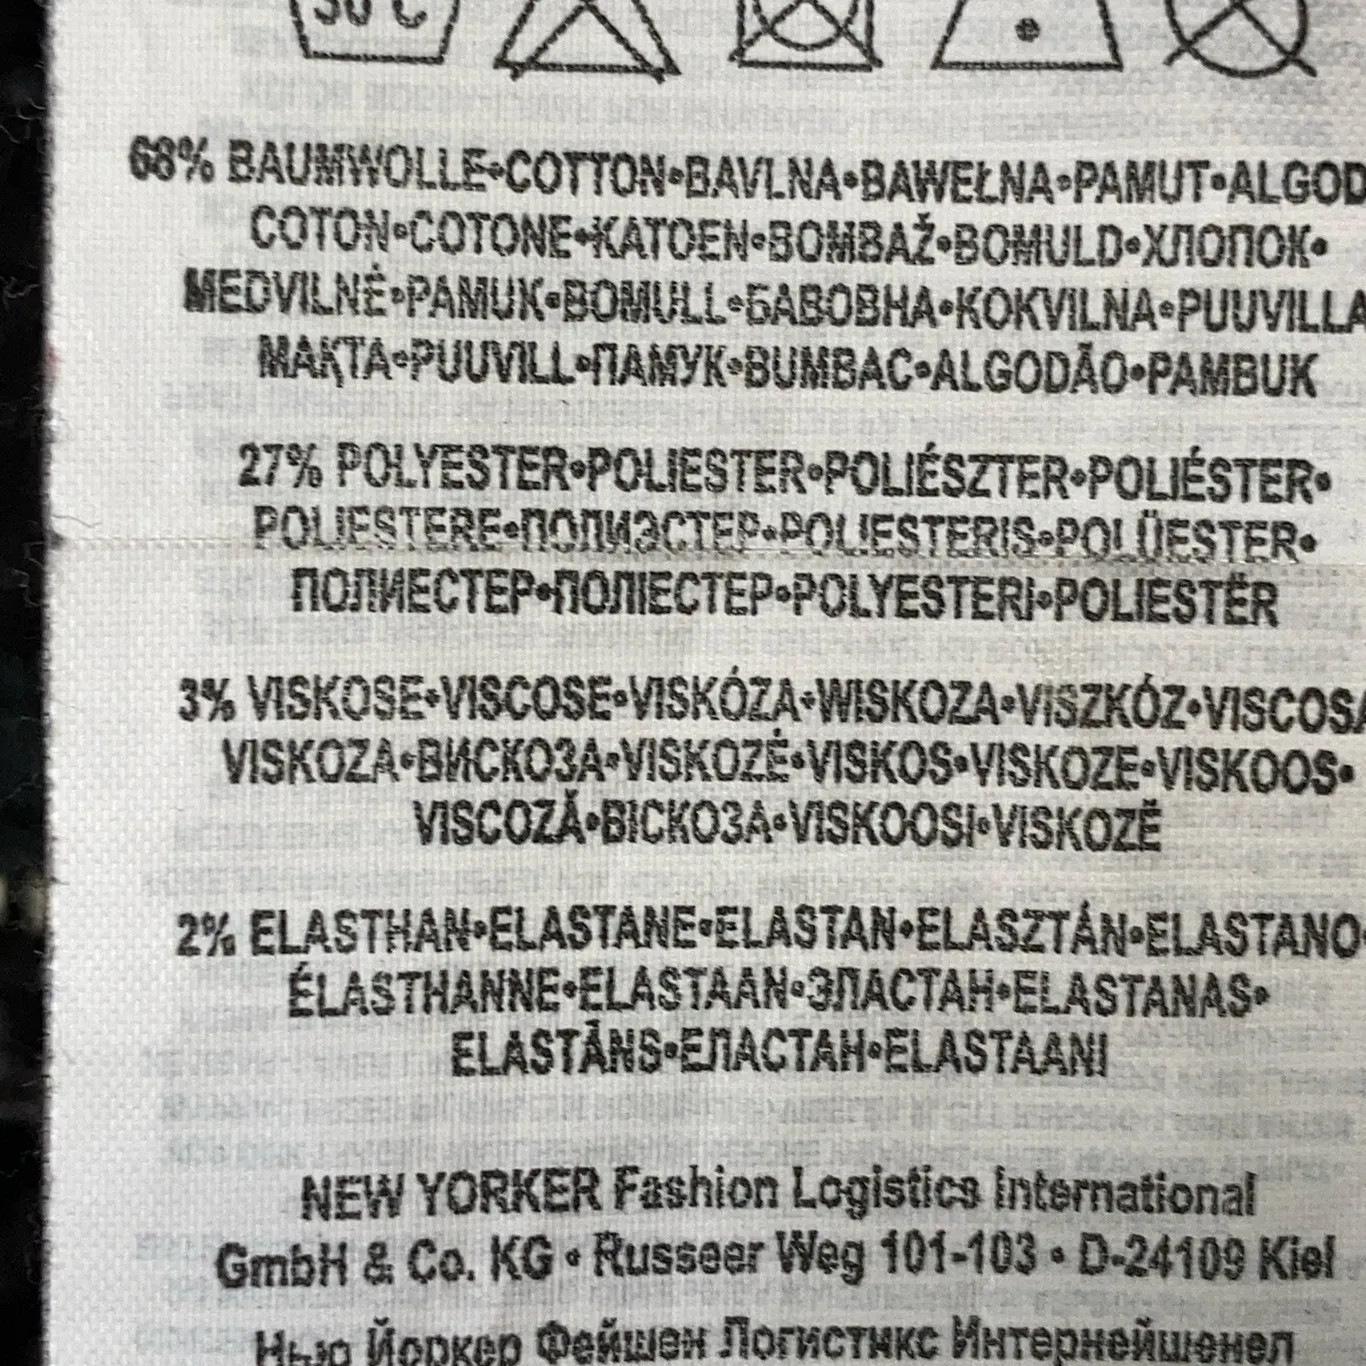 30°C
68% BAUMWOLLE•COTTON•BAVLNA•BAWEŁNA•PAMUT•ALGOD
COTON•COTONE•KATOEN•BOMBAŽ•BOMULD•ХЛОПОК•
MEDVILNĖ•PAMUK•BOMULL•БАВОВНА•KOKVILNA•PUUVILLA
МАҚТА•PUUVILL•ПАМУК•BUMBAC•ALGODÃO•PAMBUK
27% POLYESTER•POLIESTER•POLIÉSZTER•POLIÉSTER•
POLIESTERE•ПОЛИЭСТЕР•POLIESTERIS•POLÜESTER•
ПОЛИЕСТЕР•ПОЛІЕСТЕР•POLYESTERI•POLIESTËR
3% VISKOSE•VISCOSE•VISKÓZA•WISKOZA•VISZKÓZ•VISCOSA
VISKOZA•ВИСКОЗА•VISKOZĖ•VISKOS•VISKOZE•VISKOOS•
VISCOZĂ•ВІСКОЗА•VISKOOSI•VISKOZË
2% ELASTHAN•ELASTANE•ELASTAN•ELASZTÁN•ELASTANO•
ÉLASTHANNE•ELASTAAN•ЭЛАСТАН•ELASTANAS•
ELASTĀNS•ЕЛАСТАН•ELASTAANI
NEW YORKER Fashion Logistics International
GmbH & Co. KG • Russeer Weg 101-103 • D-24109 Kiel
Нью Йоркер Фейшен Логистикс Интернейшенел